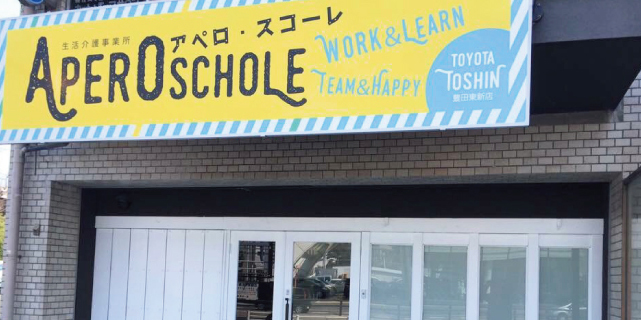 生活介護事業所
アペロ・スコーレ
APEROSCHOLE
WORK&LEARN
TEAM&HAPPY
TOYOTA
TOSHIN
豊田東新店